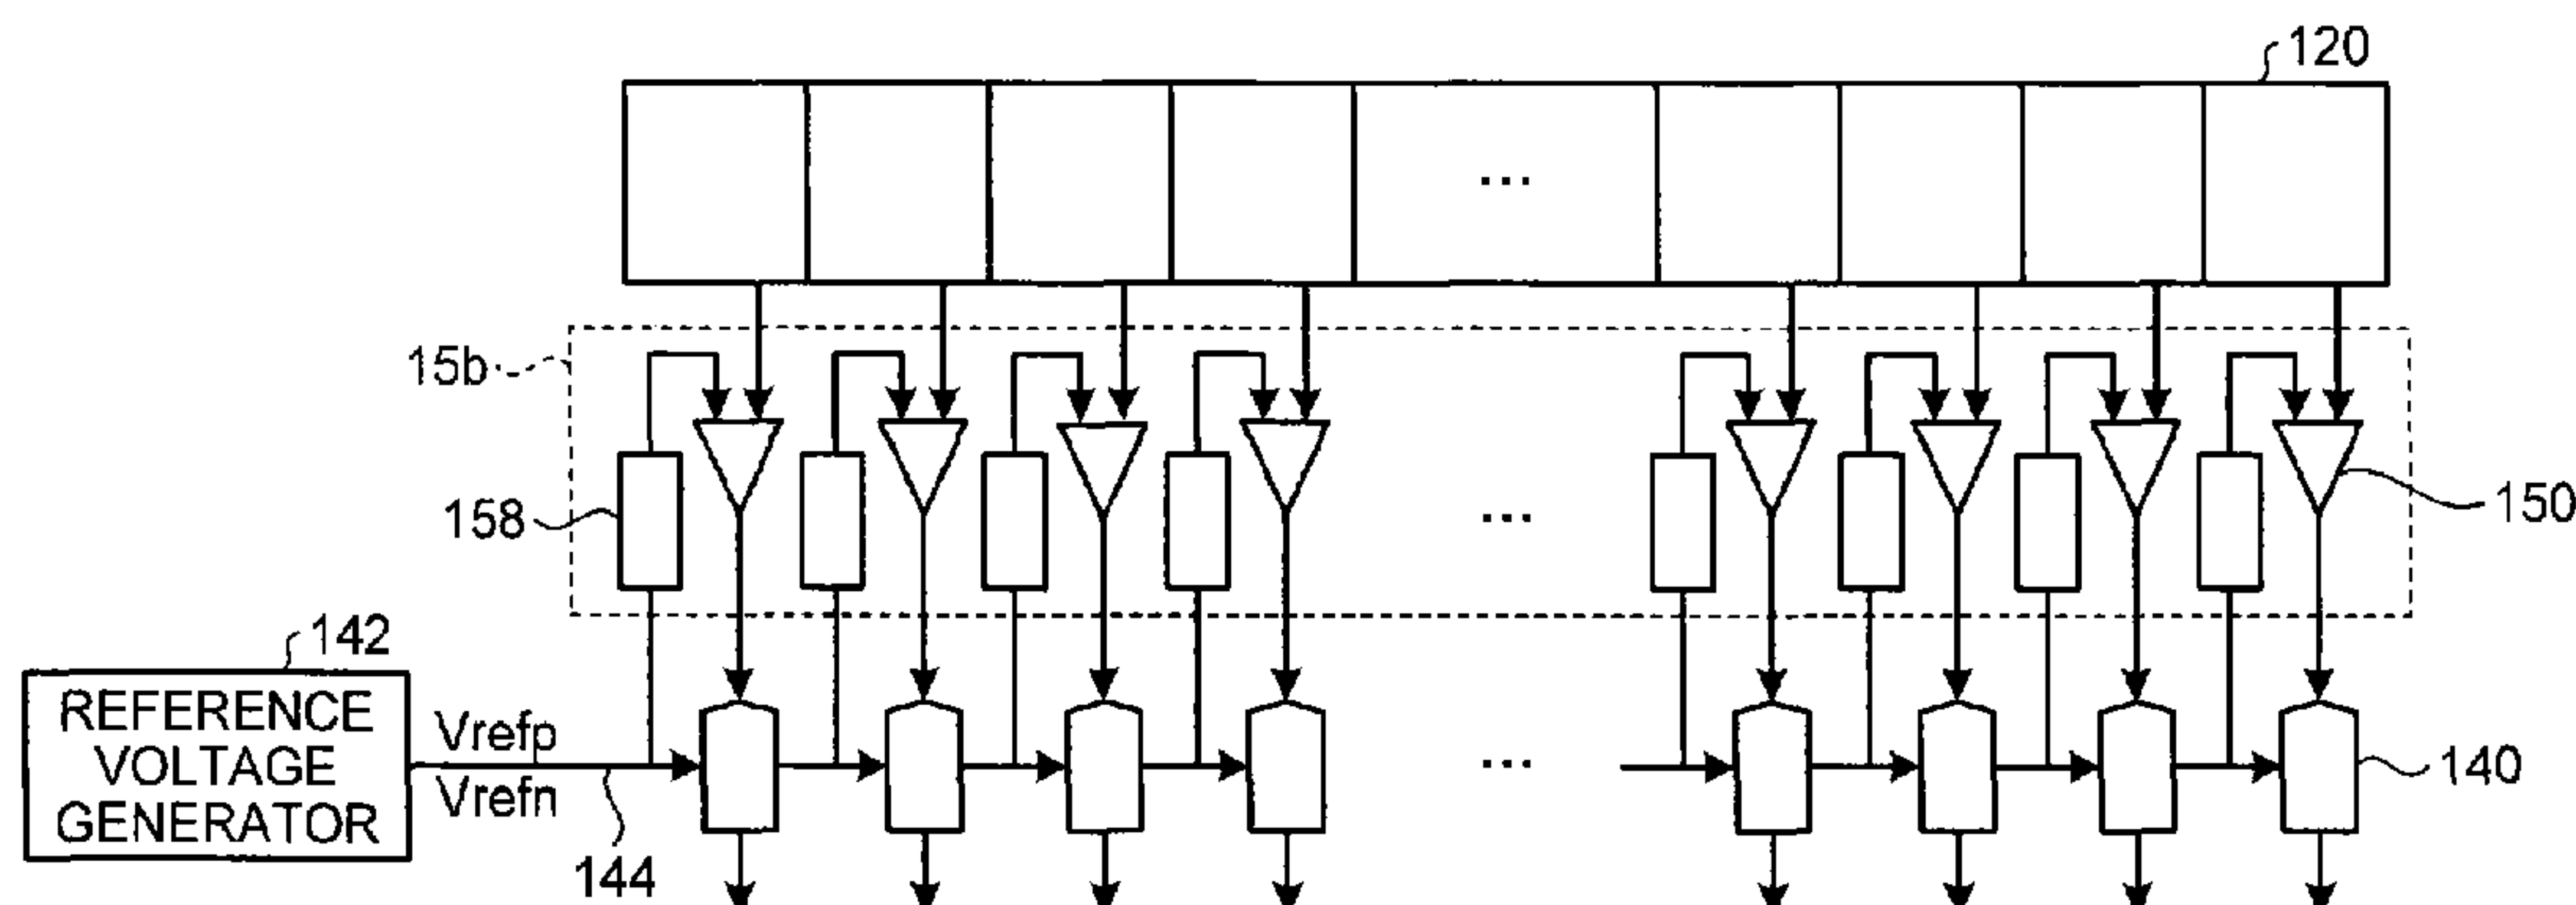 120
...
15b
158
...
150
142
REFERENCE
VOLTAGE
GENERATOR
Vrefp
Vrefn
144
...
140